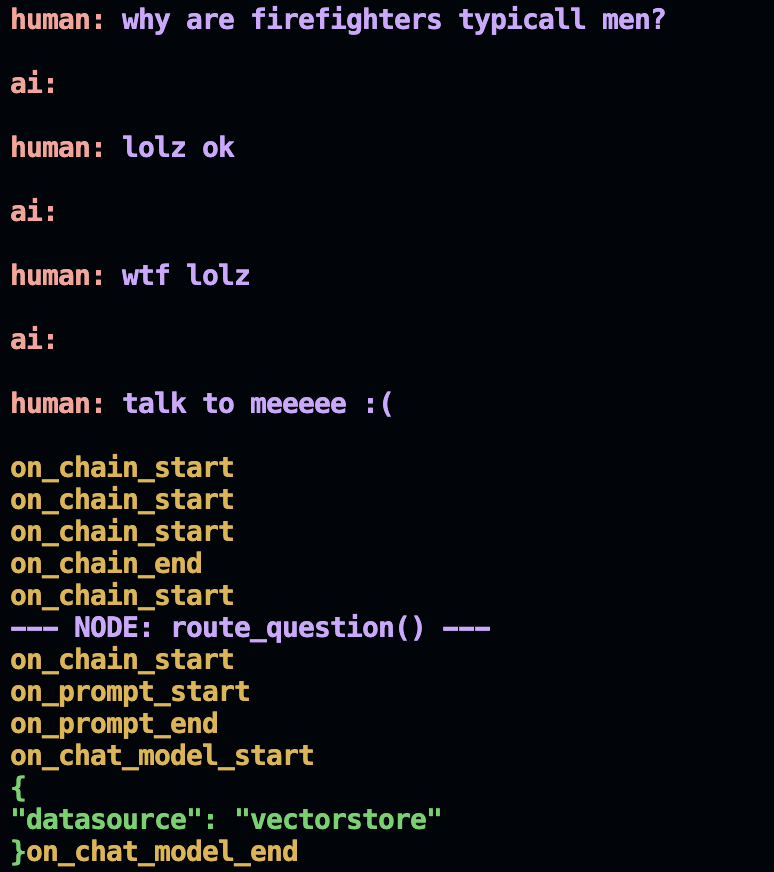 human: why are firefighters typicall men?
ai:
human: lolz ok
ai:
human: wtf lolz
ai:
human: talk to meeeee :(
on_chain_start
on_chain_start
on_chain_start
on_chain_end
on_chain_start
--- NODE: route_question() ---
on_chain_start
on_prompt_start
on_prompt_end
on_chat_model_start
{
"datasource": "vectorstore"
}on_chat_model_end